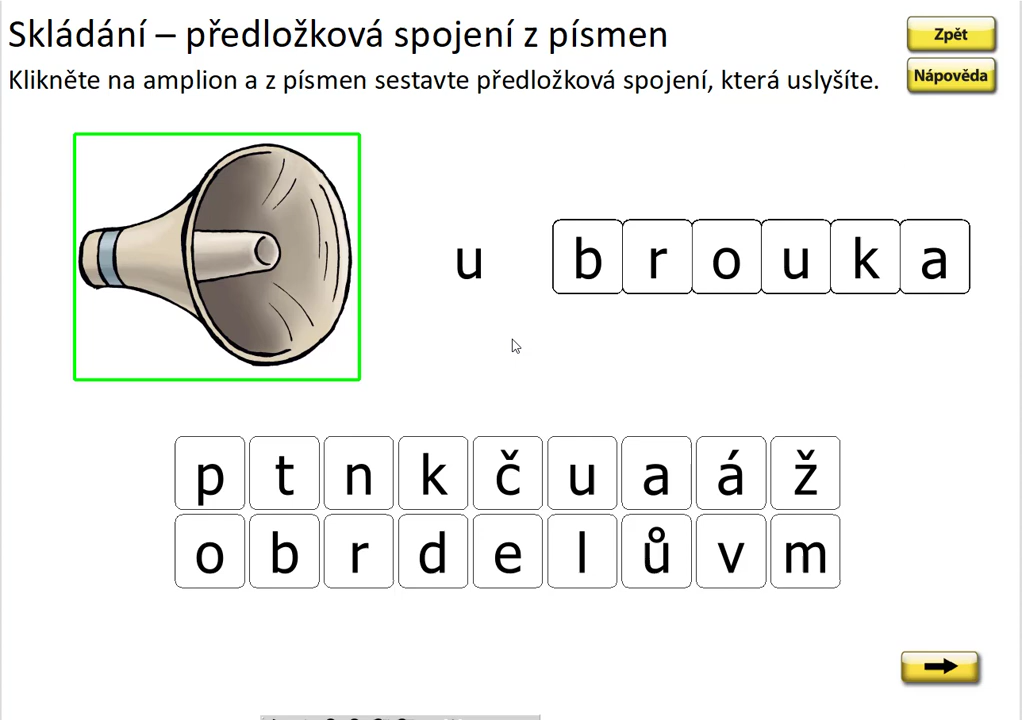 Skládání – předložková spojení z písmen
Zpět
Klikněte na amplion a z písmen sestavte předložková spojení, která uslyšíte.
Nápověda
u b r o u k a
p t n k č u a á ž
o b r d e l ů v m